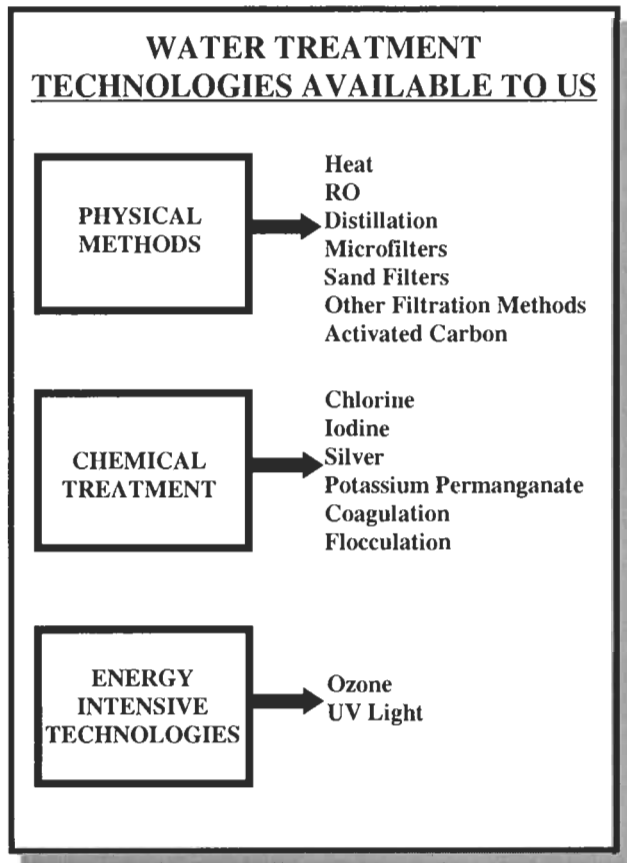 WATER TREATMENT
TECHNOLOGIES AVAILABLE TO US
PHYSICAL
METHODS
Heat
RO
Distillation
Microfilters
Sand Filters
Other Filtration Methods
Activated Carbon
CHEMICAL
TREATMENT
Chlorine
Iodine
Silver
Potassium Permanganate
Coagulation
Flocculation
ENERGY
INTENSIVE
TECHNOLOGIES
Ozone
UV Light